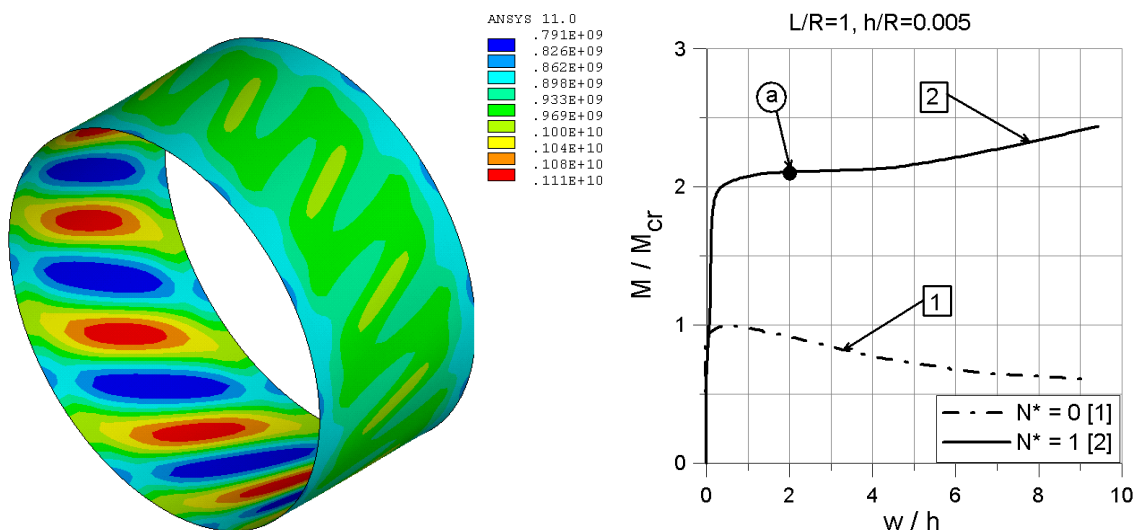 ANSYS 11.0
.791E+09
.826E+09
.862E+09
.898E+09
.933E+09
.969E+09
.100E+10
.104E+10
.108E+10
.111E+10
L/R=1, h/R=0.005
3
2
1
0
M / Mcr
a
2
1
N* = 0 [1]
N* = 1 [2]
0 2 4 6 8 10
w / h